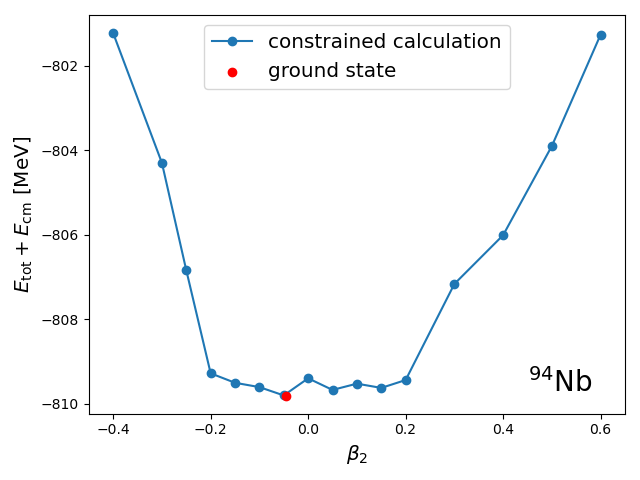 constrained calculation
ground state
E_tot + E_cm [MeV]
−802
−804
−806
−808
−810
⁹⁴Nb
−0.4 −0.2 0.0 0.2 0.4 0.6
β₂